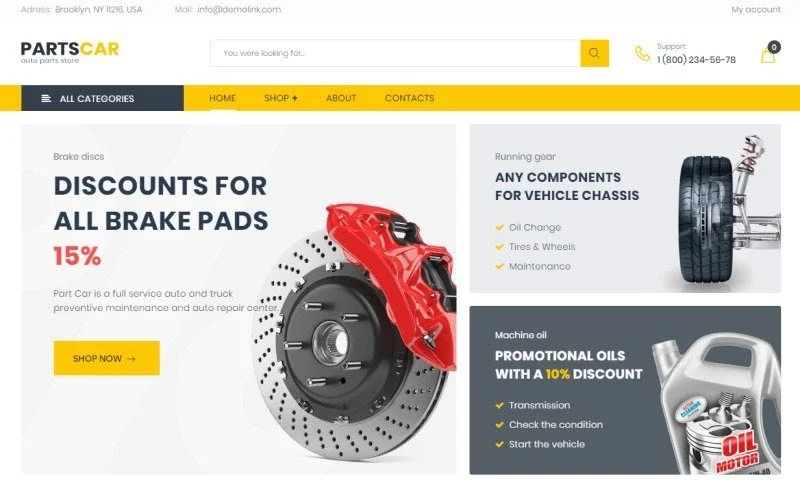 Adress: Brooklyn, NY 11216, USA Mail: info@demolink.com My account
PARTSCAR
auto parts store
You were looking for...
Support:
1 (800) 234-56-78
0
ALL CATEGORIES HOME SHOP + ABOUT CONTACTS
Brake discs
DISCOUNTS FOR
ALL BRAKE PADS
15%
Part Car is a full service auto and truck
preventive maintenance and auto repair center.
SHOP NOW →
Running gear
ANY COMPONENTS
FOR VEHICLE CHASSIS
Oil Change
Tires & Wheels
Maintenance
Machine oil
PROMOTIONAL OILS
WITH A 10% DISCOUNT
Transmission
Check the condition
Start the vehicle
CLEANING
OIL
MOTOR